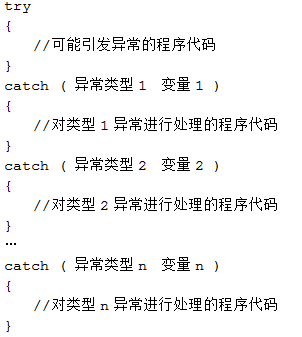 try
{
//可能引发异常的程序代码
}
catch ( 异常类型 1 变量 1 )
{
//对类型 1 异常进行处理的程序代码
}
catch ( 异常类型 2 变量 2 )
{
//对类型 2 异常进行处理的程序代码
}
…
catch ( 异常类型 n 变量 n )
{
//对类型 n 异常进行处理的程序代码
}